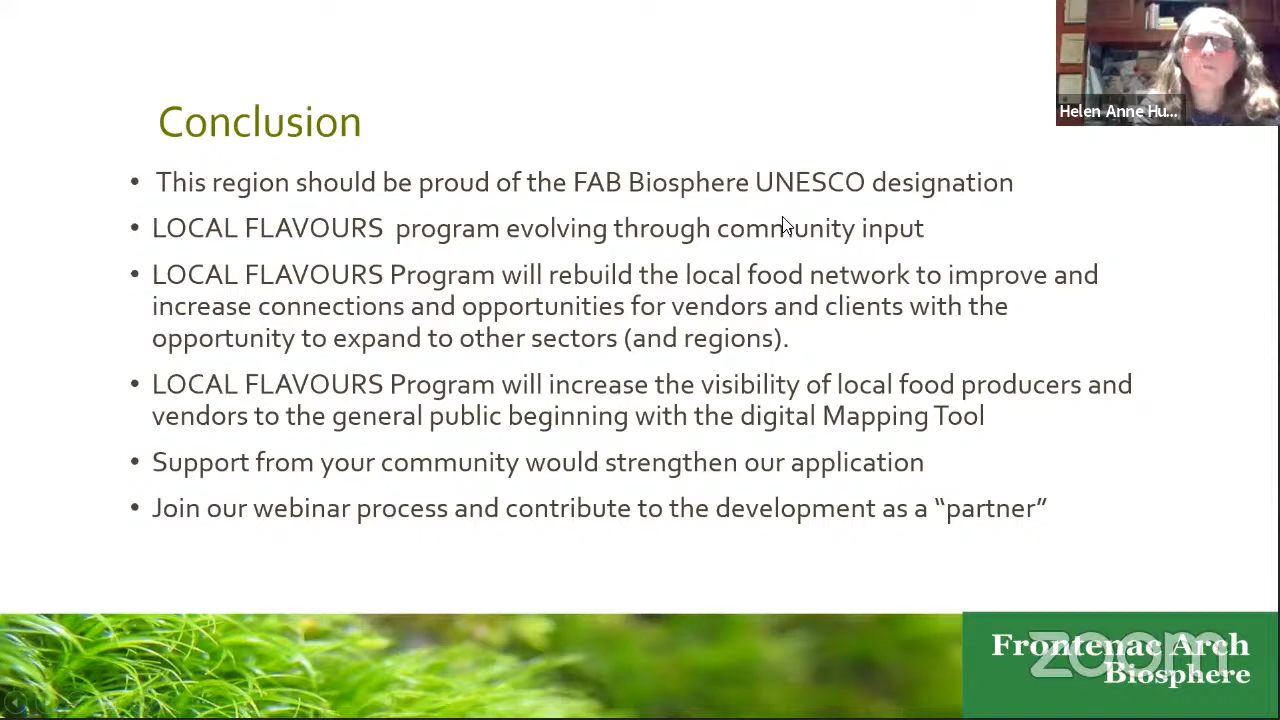 Helen Anne Hu...
Conclusion
• This region should be proud of the FAB Biosphere UNESCO designation
• LOCAL FLAVOURS program evolving through community input
• LOCAL FLAVOURS Program will rebuild the local food network to improve and
increase connections and opportunities for vendors and clients with the
opportunity to expand to other sectors (and regions).
• LOCAL FLAVOURS Program will increase the visibility of local food producers and
vendors to the general public beginning with the digital Mapping Tool
• Support from your community would strengthen our application
• Join our webinar process and contribute to the development as a “partner”
Frontenac Arch
zoom
Biosphere